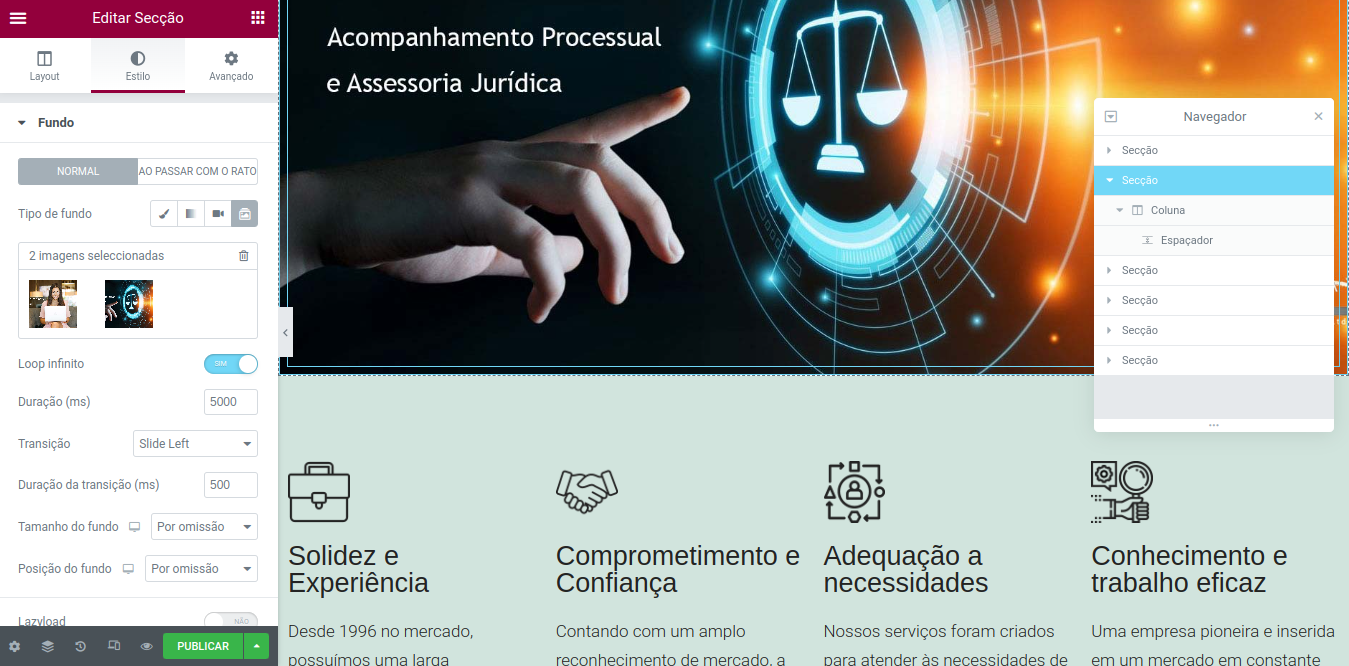 Editar Secção
Layout
Estilo
Avançado
Fundo
NORMAL
AO PASSAR COM O RATO
Tipo de fundo
2 imagens seleccionadas
Loop infinito
SIM
Duração (ms)
5000
Transição
Slide Left
Duração da transição (ms)
500
Tamanho do fundo
Por omissão
Posição do fundo
Por omissão
Lazyload
NÃO
PUBLICAR
Acompanhamento Processual
e Assessoria Jurídica
Navegador
Secção
Secção
Coluna
Espaçador
Secção
Secção
Secção
Secção
Solidez e
Experiência
Desde 1996 no mercado,
possuímos uma larga
Comprometimento e
Confiança
Contando com um amplo
reconhecimento de mercado, a
Adequação a
necessidades
Nossos serviços foram criados
para atender às necessidades de
Conhecimento e
trabalho eficaz
Uma empresa pioneira e inserida
em um mercado em constante